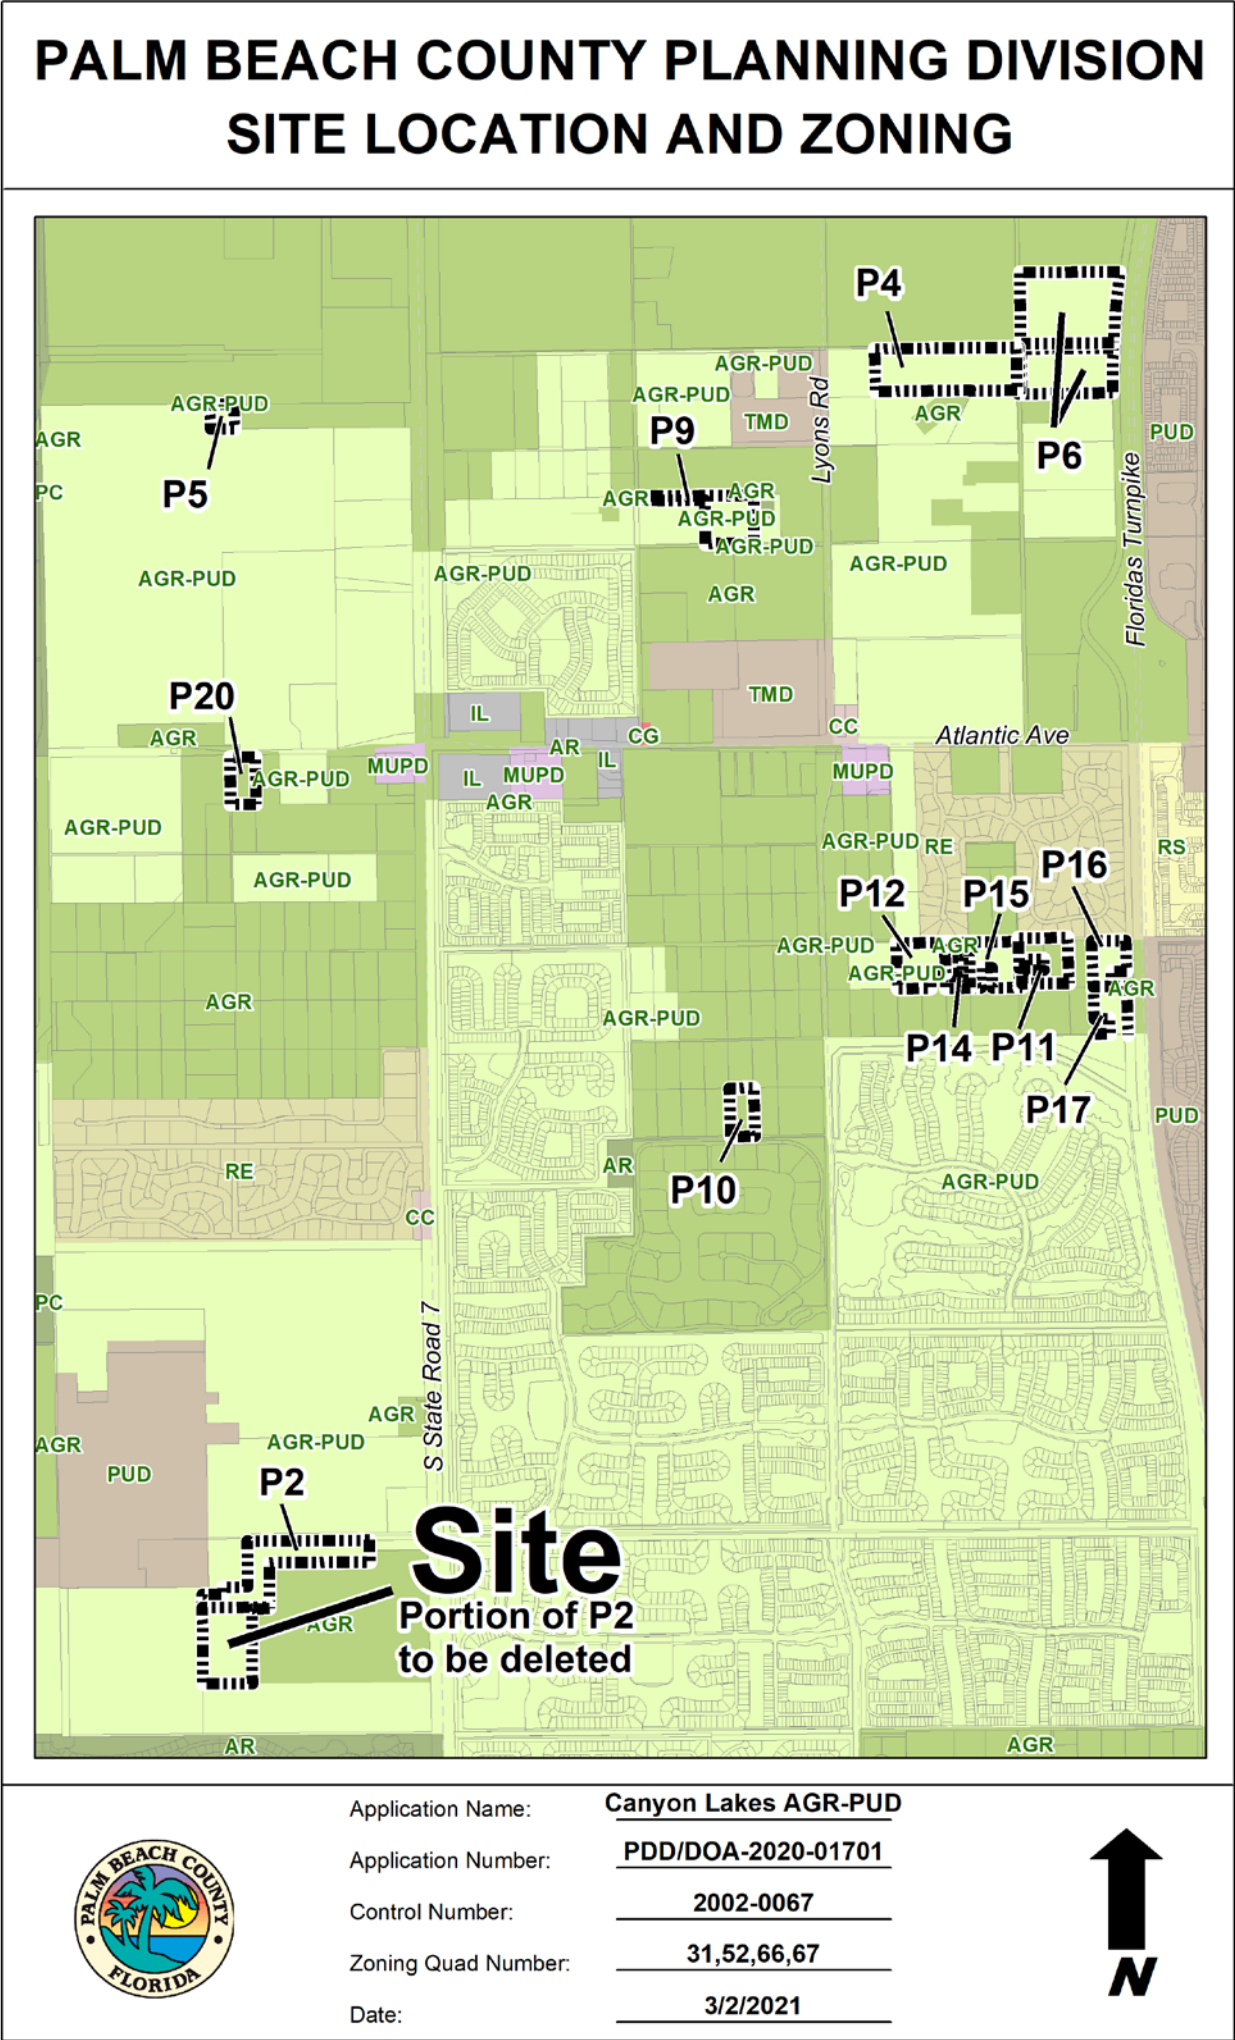 PALM BEACH COUNTY PLANNING DIVISION
SITE LOCATION AND ZONING
P4
AGR-PUD
AGR-PUD
AGR-PUD
Lyons Rd
AGR
TMD
P9
PUD
AGR
P6
PC
P5
Floridas Turnpike
AGR
AGR
AGR-PUD
AGR-PUD
AGR-PUD
AGR-PUD
AGR-PUD
AGR
P20
TMD
IL
CC
AGR
AR
CG
Atlantic Ave
IL
MUPD
AGR-PUD
IL
MUPD
MUPD
AGR
AGR-PUD
AGR-PUD
RE
RS
P16
AGR-PUD
P12
P15
AGR-PUD
AGR
AGR-PUD
AGR
AGR
AGR-PUD
P14
P11
P17
PUD
AR
RE
AGR-PUD
P10
CC
PC
S State Road 7
AGR
AGR-PUD
AGR
PUD
P2
Site
Portion of P2
to be deleted
AGR
AR
AGR
Application Name: Canyon Lakes AGR-PUD
Application Number: PDD/DOA-2020-01701
Control Number: 2002-0067
Zoning Quad Number: 31,52,66,67
Date: 3/2/2021
PALM BEACH COUNTY
FLORIDA
N